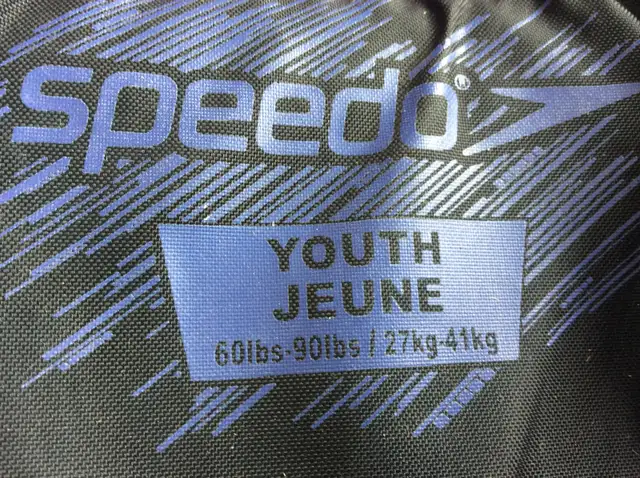 speedo®
YOUTH
JEUNE
60lbs-90lbs / 27kg-41kg